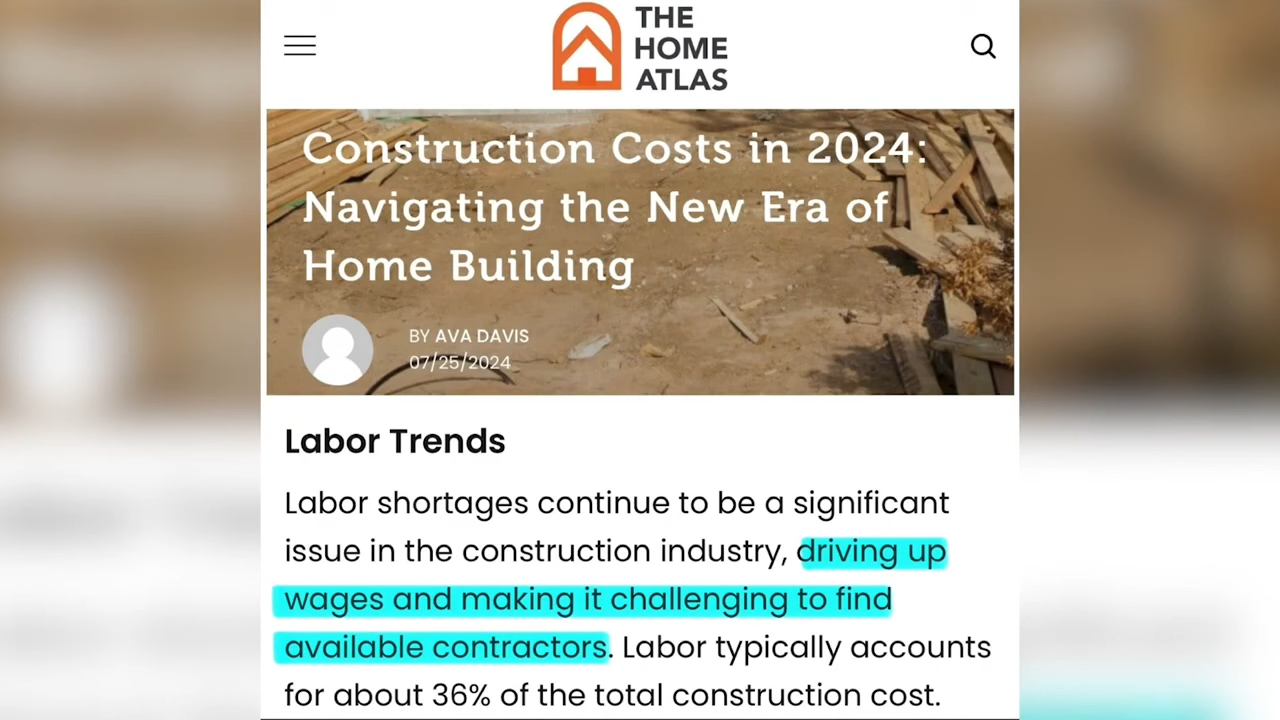 THE
HOME
ATLAS
Construction Costs in 2024:
Navigating the New Era of
Home Building
BY AVA DAVIS
07/25/2024
Labor Trends
Labor shortages continue to be a significant
issue in the construction industry, driving up
wages and making it challenging to find
available contractors. Labor typically accounts
for about 36% of the total construction cost.